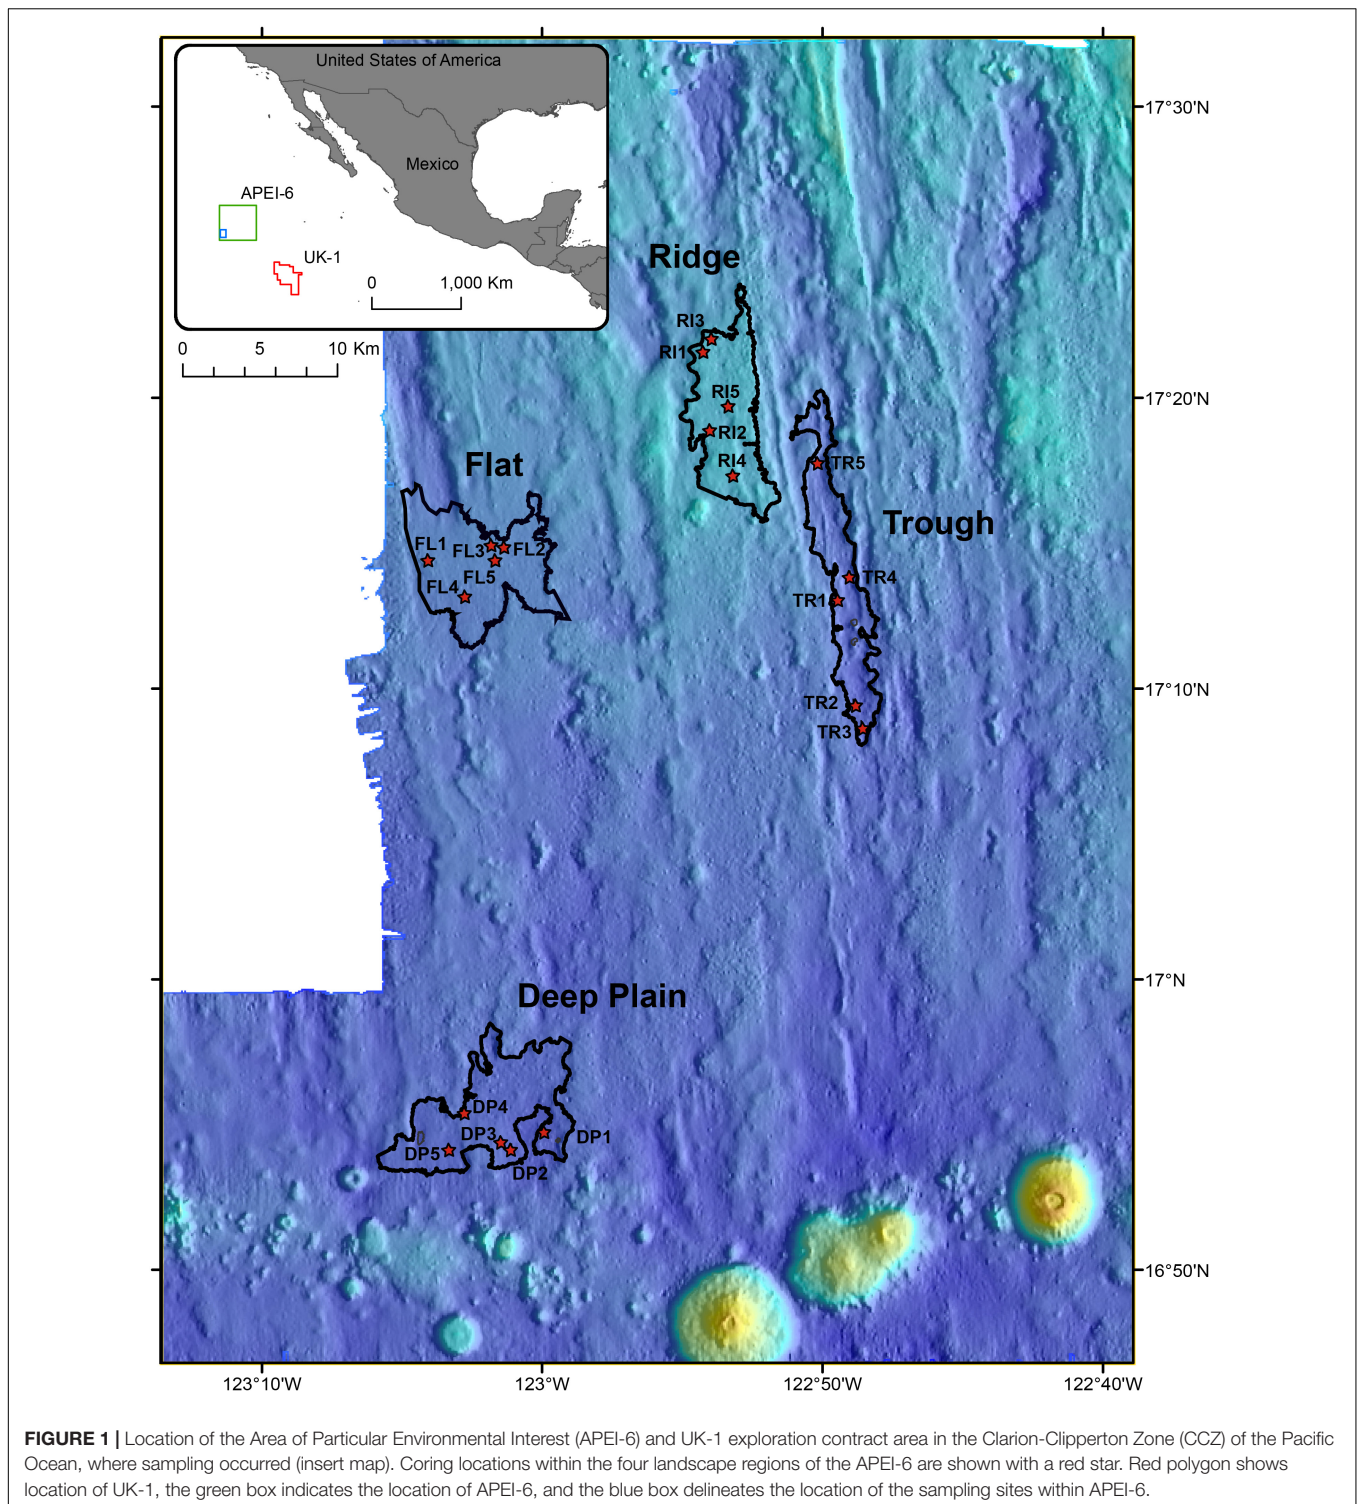 United States of America
Mexico
APEI-6
UK-1
0 1,000 Km
0 5 10 Km
17°30'N
Ridge
RI3
RI1
17°20'N
RI5
RI2
RI4
Flat
TR5
Trough
FL1
FL3
FL2
FL5
FL4
TR4
TR1
17°10'N
TR2
TR3
17°N
Deep Plain
DP4
DP3
DP1
DP5
DP2
16°50'N
123°10'W 123°W 122°50'W 122°40'W
FIGURE 1 | Location of the Area of Particular Environmental Interest (APEI-6) and UK-1 exploration contract area in the Clarion-Clipperton Zone (CCZ) of the Pacific
Ocean, where sampling occurred (insert map). Coring locations within the four landscape regions of the APEI-6 are shown with a red star. Red polygon shows
location of UK-1, the green box indicates the location of APEI-6, and the blue box delineates the location of the sampling sites within APEI-6.